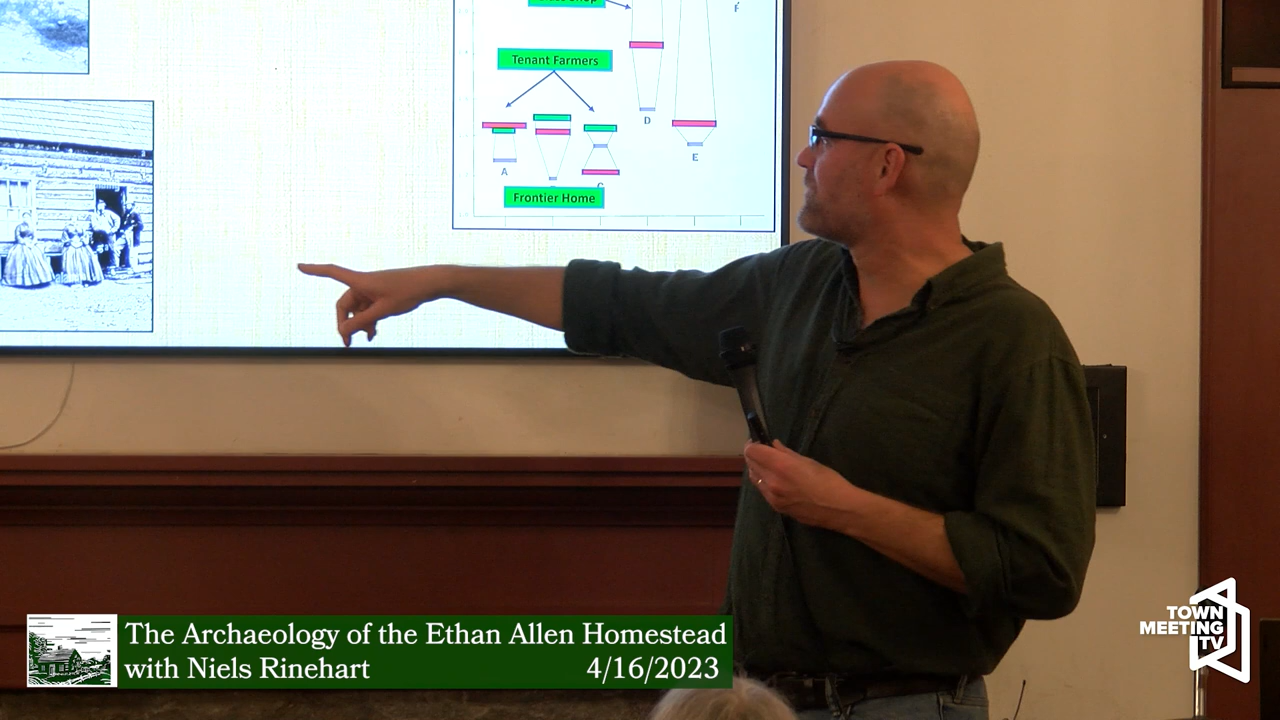 F
Tenant Farmers
D
E
A
Frontier Home
The Archaeology of the Ethan Allen Homestead
with Niels Rinehart
4/16/2023
TOWN
MEETING
TV